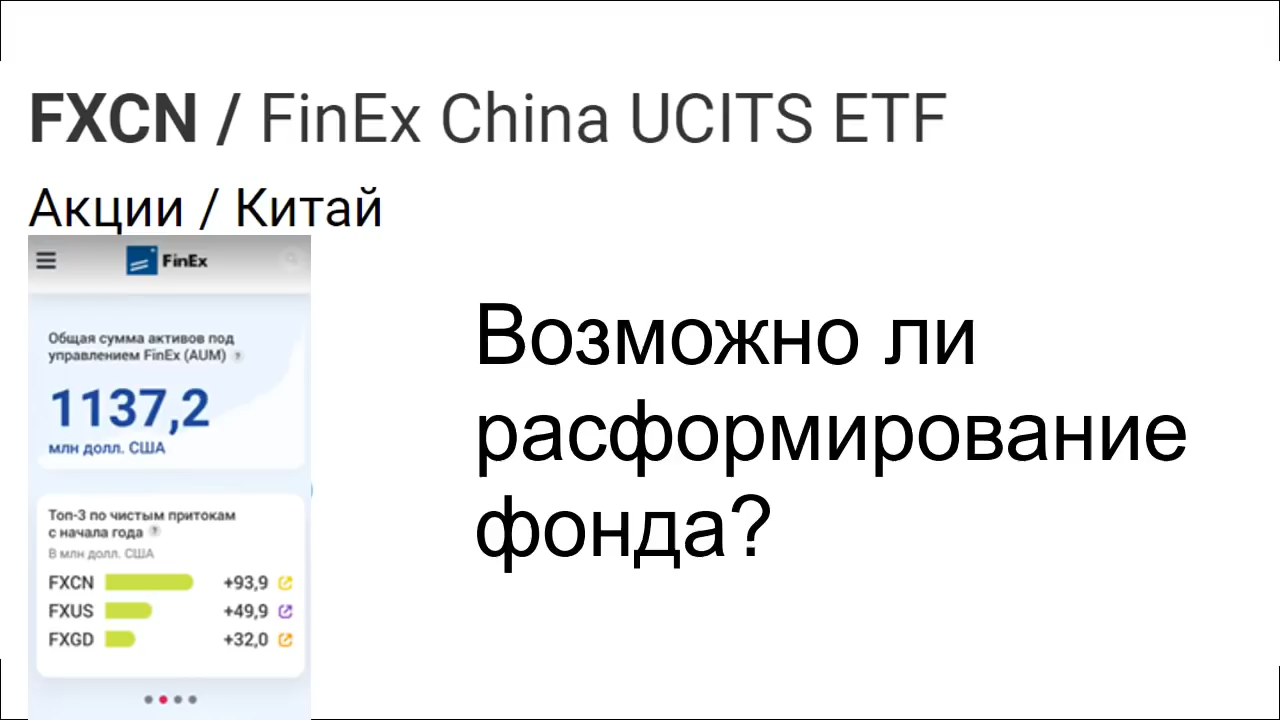 FXCN / FinEx China UCITS ETF
Акции / Китай
FinEx
Общая сумма активов под
управлением FinEx (AUM) ?
1137,2
млн долл. США
Топ-3 по чистым притокам
с начала года ?
В млн долл. США
FXCN +93,9
FXUS +49,9
FXGD +32,0
Возможно ли
расформирование
фонда?